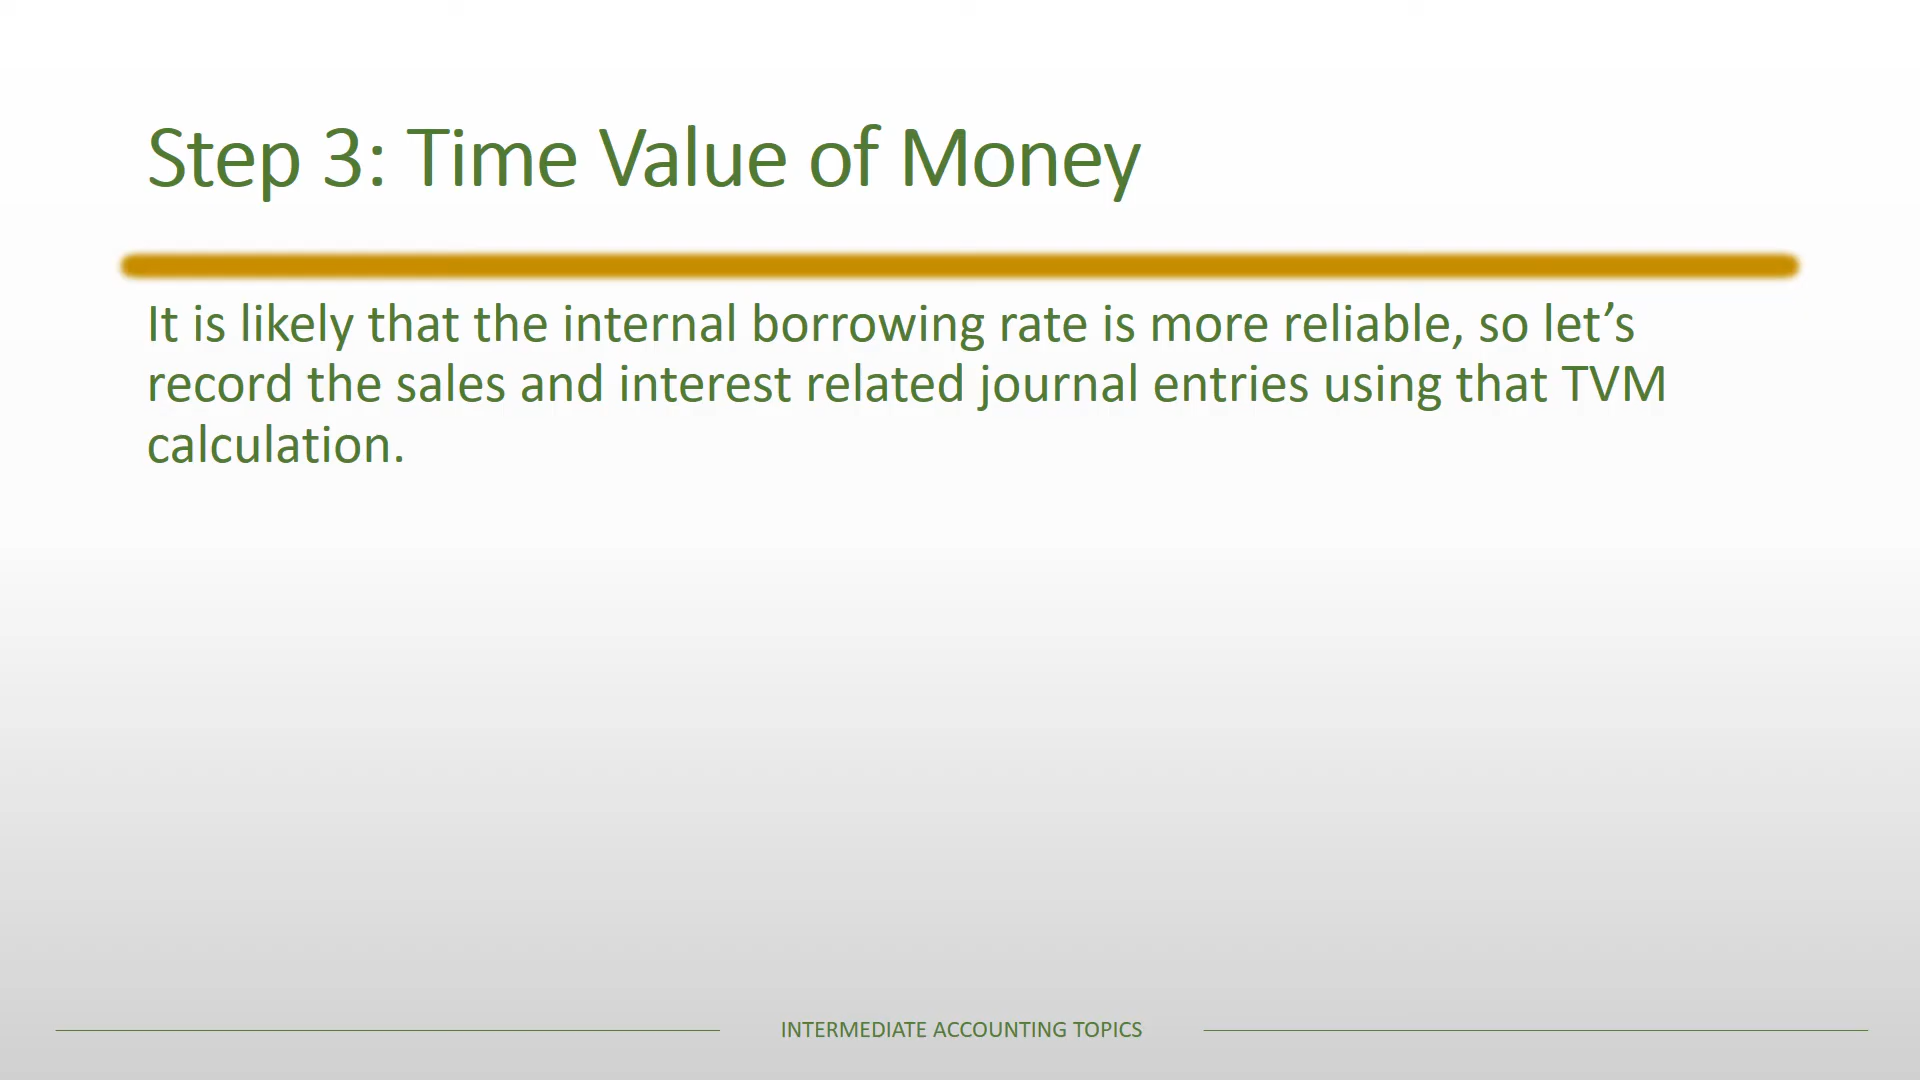 Step 3: Time Value of Money
It is likely that the internal borrowing rate is more reliable, so let’s
record the sales and interest related journal entries using that TVM
calculation.
INTERMEDIATE ACCOUNTING TOPICS